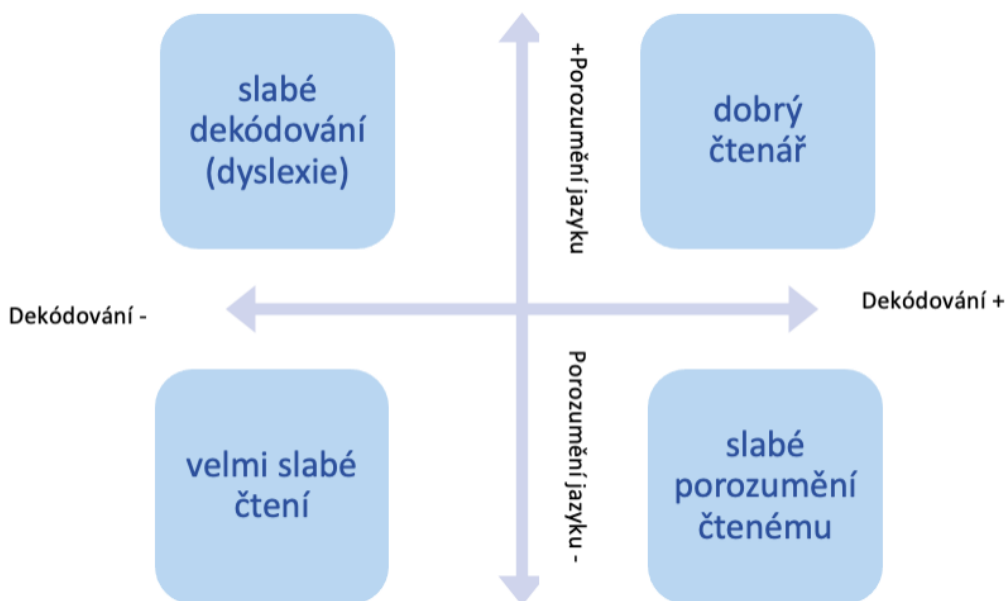 slabé
dekódování
(dyslexie)
+Porozumění jazyku
dobrý
čtenář
Dekódování -
Dekódování +
velmi slabé
čtení
Porozumění jazyku -
slabé
porozumění
čtenému